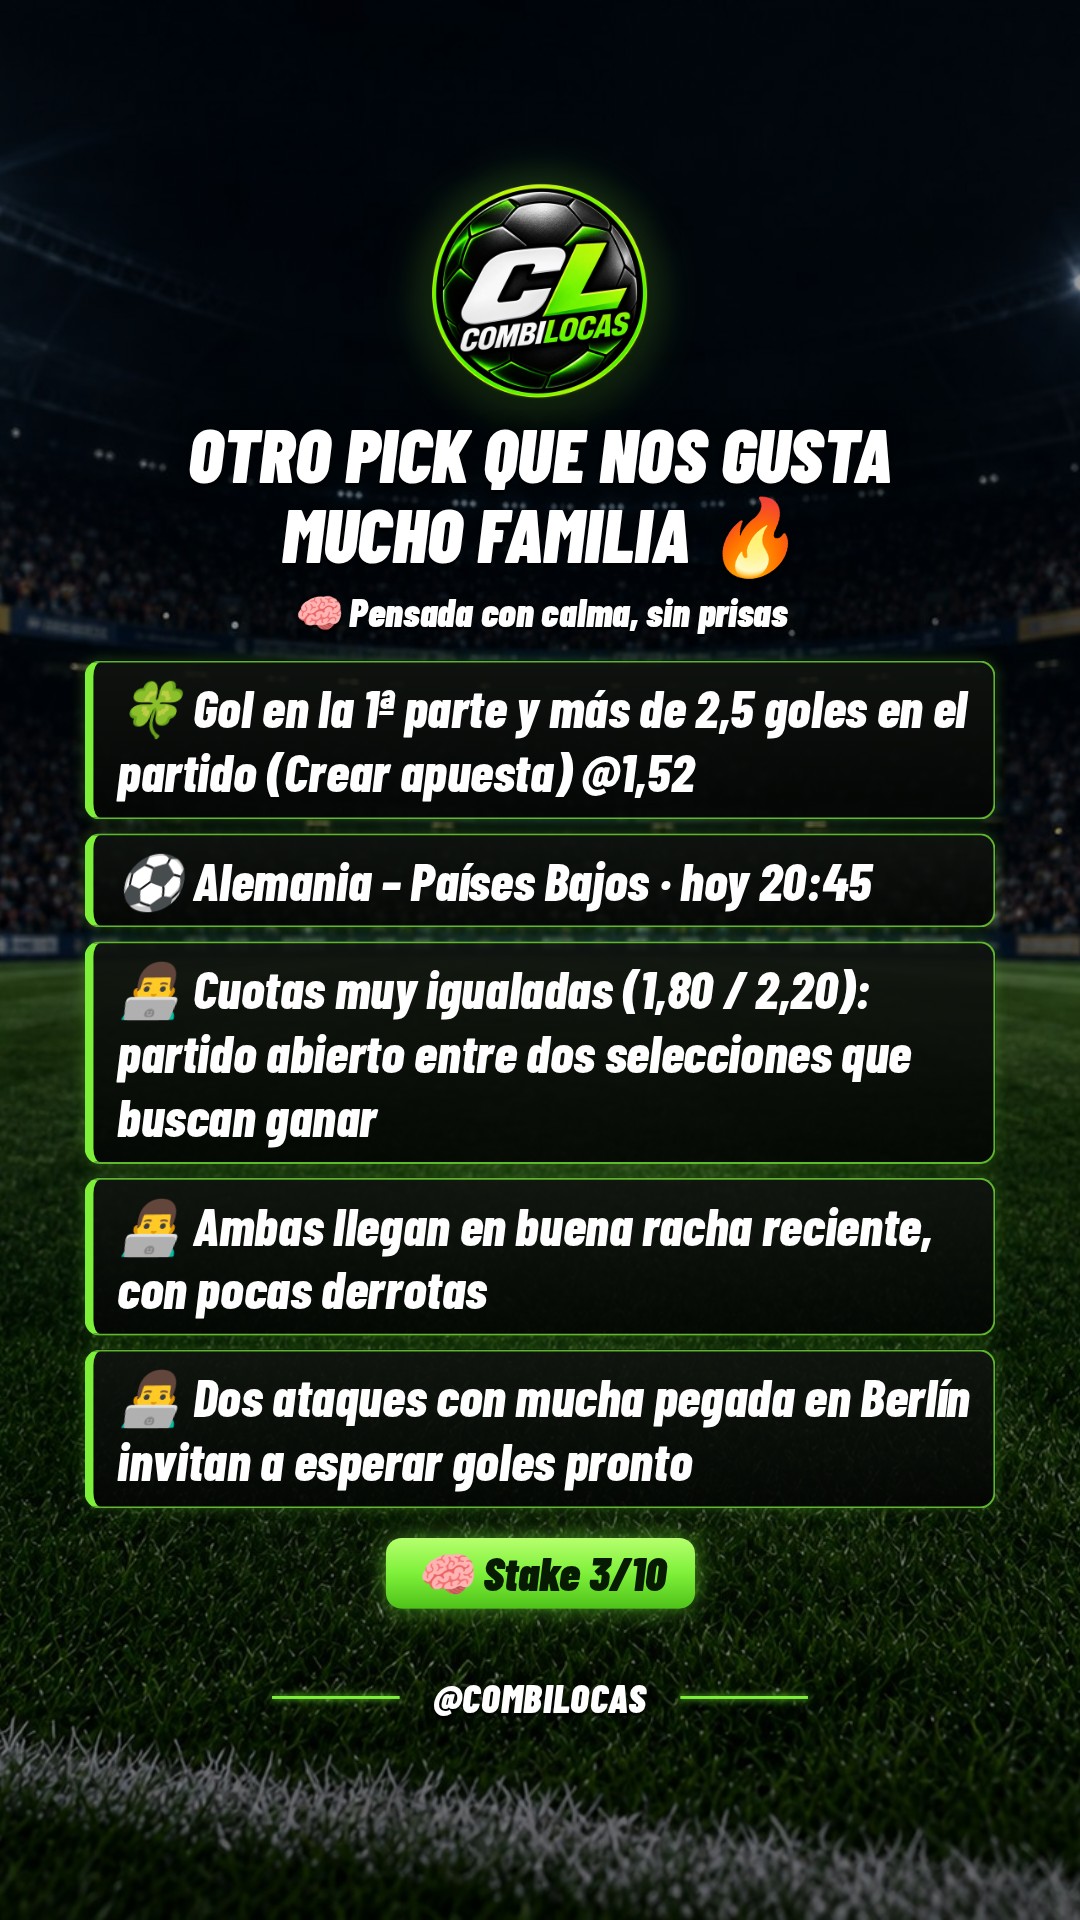 CL
COMBILOCAS
OTRO PICK QUE NOS GUSTA
MUCHO FAMILIA 🔥
🧠 Pensada con calma, sin prisas
🍀 Gol en la 1ª parte y más de 2,5 goles en el
partido (Crear apuesta) @1,52
⚽ Alemania – Países Bajos · hoy 20:45
👨‍💻 Cuotas muy igualadas (1,80 / 2,20):
partido abierto entre dos selecciones que
buscan ganar
👨‍💻 Ambas llegan en buena racha reciente,
con pocas derrotas
👨‍💻 Dos ataques con mucha pegada en Berlín
invitan a esperar goles pronto
🧠 Stake 3/10
@COMBILOCAS